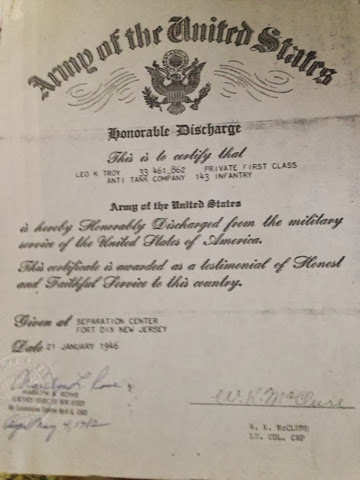 Army of the United States
Honorable Discharge
This is to certify that
LEO K TROY 33 461 862 PRIVATE FIRST CLASS
ANTI TANK COMPANY 143 INFANTRY
Army of the United States
is hereby Honorably Discharged from the military
service of the United States of America.
This certificate is awarded as a testimonial of Honest
and Faithful Service to this country.
Given at SEPARATION CENTER
FORT DIX NEW JERSEY
Date 21 JANUARY 1946
W. R. McClure
LT. COL. CMP